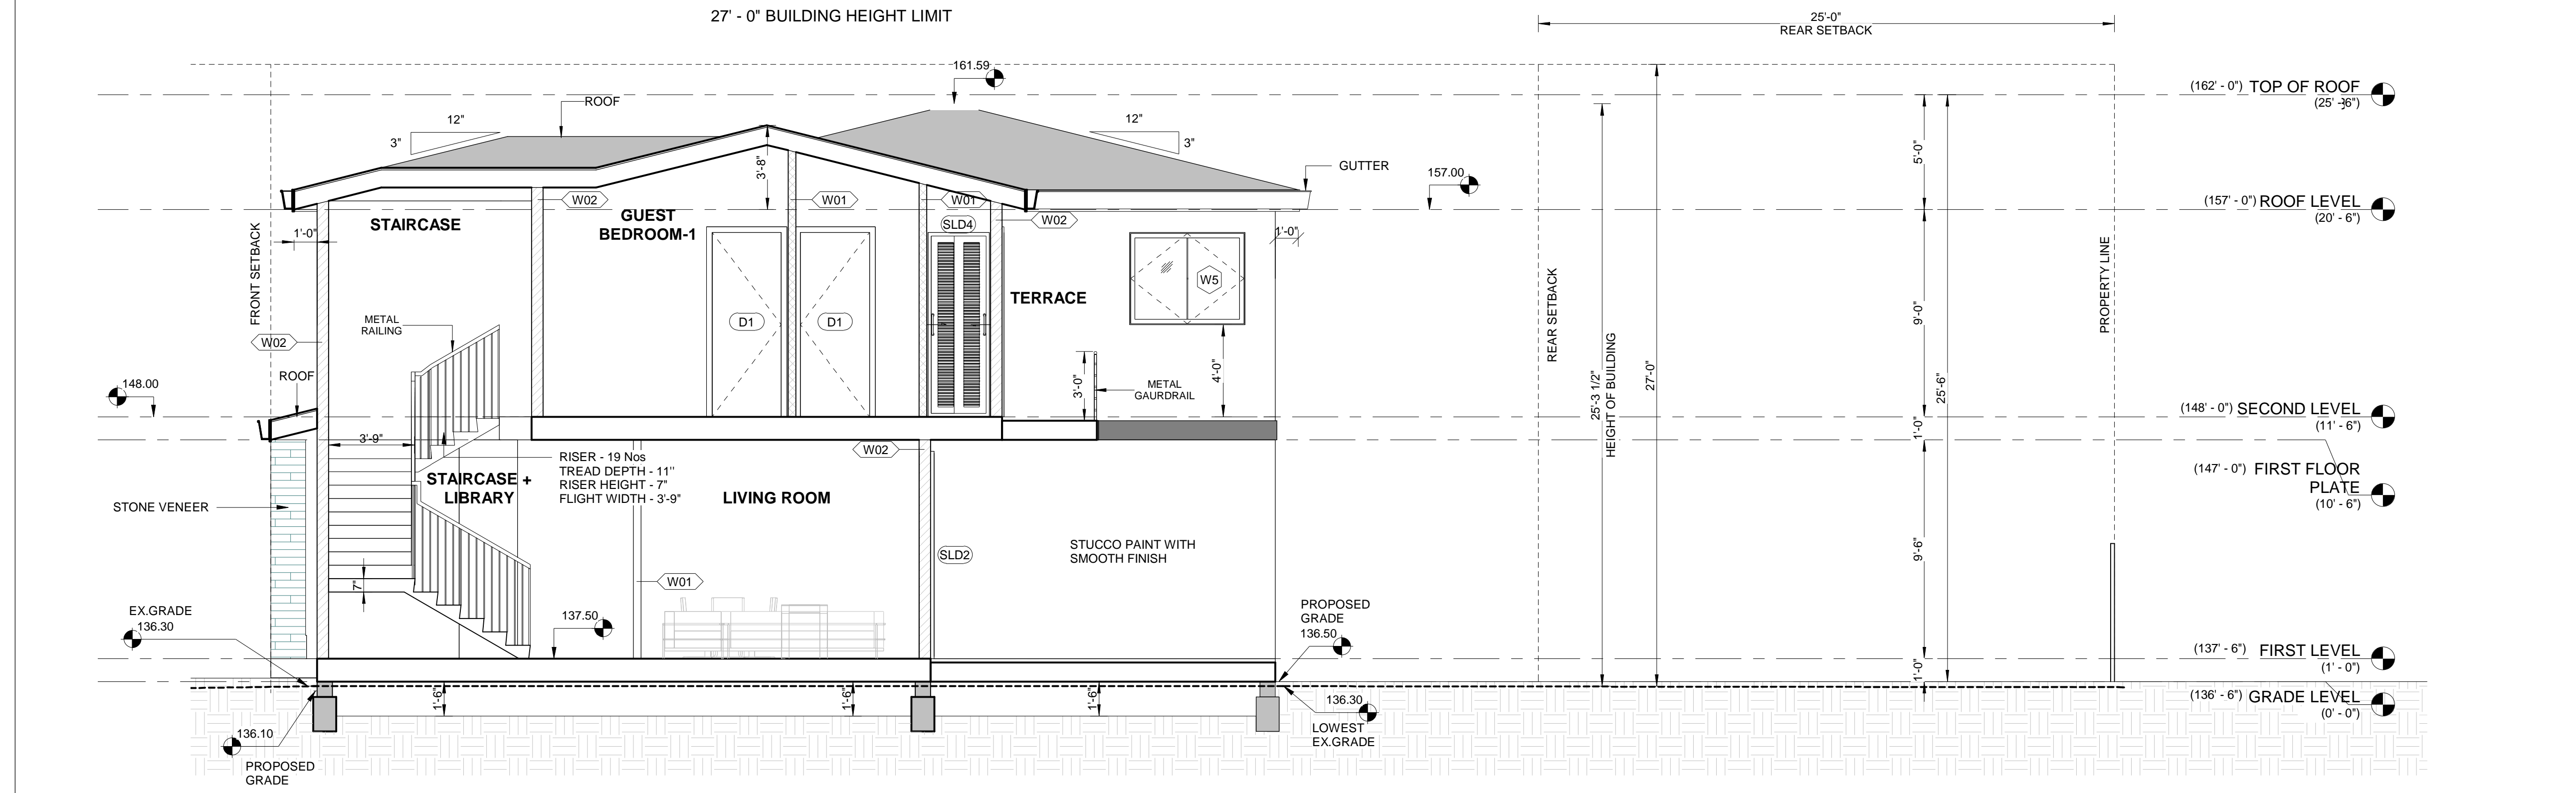 27' - 0" BUILDING HEIGHT LIMIT
25'-0"
REAR SETBACK
161.59
(162' - 0") TOP OF ROOF
(25' - 6")
ROOF
12"
3"
12"
3"
3'-8"
GUTTER
157.00
5'-0"
(157' - 0") ROOF LEVEL
(20' - 6")
W02
W01
W01
W02
STAIRCASE
GUEST
BEDROOM-1
SLD4
1'-0"
1'-0"
FRONT SETBACK
W5
TERRACE
REAR SETBACK
PROPERTY LINE
9'-0"
METAL
RAILING
D1
D1
W02
4'-0"
3'-0"
METAL
GAURDRAIL
25'-3 1/2"
HEIGHT OF BUILDING
27'-0"
25'-6"
ROOF
148.00
(148' - 0") SECOND LEVEL
(11' - 6")
1'-0"
3'-9"
W02
RISER - 19 Nos
TREAD DEPTH - 11"
RISER HEIGHT - 7"
FLIGHT WIDTH - 3'-9"
(147' - 0") FIRST FLOOR
PLATE
(10' - 6")
STAIRCASE +
LIBRARY
LIVING ROOM
STONE VENEER
SLD2
STUCCO PAINT WITH
SMOOTH FINISH
9'-6"
7"
W01
EX.GRADE
136.30
137.50
PROPOSED
GRADE
136.50
(137' - 6") FIRST LEVEL
(1' - 0")
1'-0"
1'-6"
1'-6"
1'-6"
(136' - 6") GRADE LEVEL
(0' - 0")
136.30
LOWEST
EX.GRADE
136.10
PROPOSED
GRADE